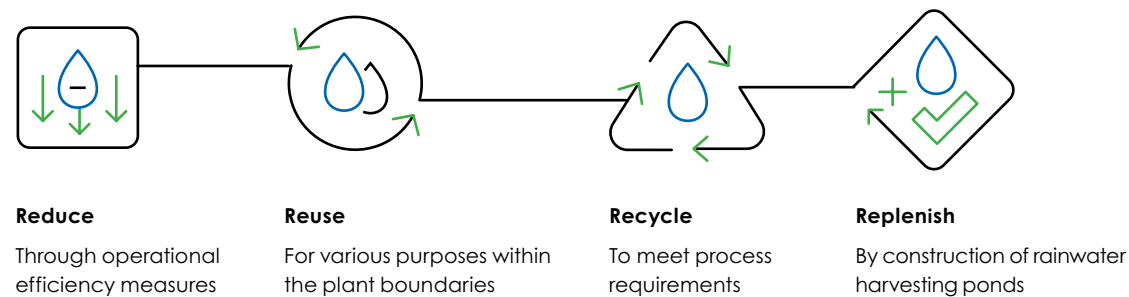 Reduce
Through operational
efficiency measures
Reuse
For various purposes within
the plant boundaries
Recycle
To meet process
requirements
Replenish
By construction of rainwater
harvesting ponds